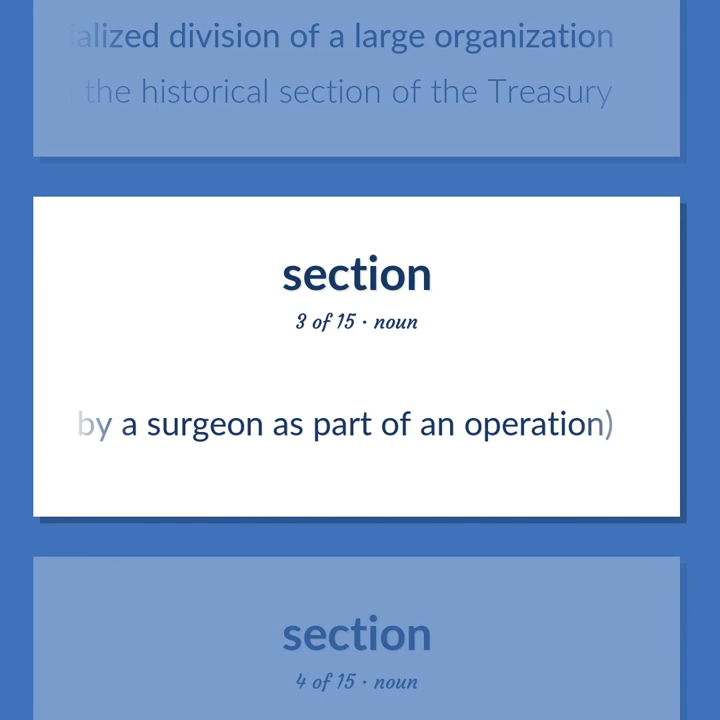 division of a large organization
the historical section of the Treasury
section
3 of 15 · noun
by a surgeon as part of an operation)
section
4 of 15 · noun